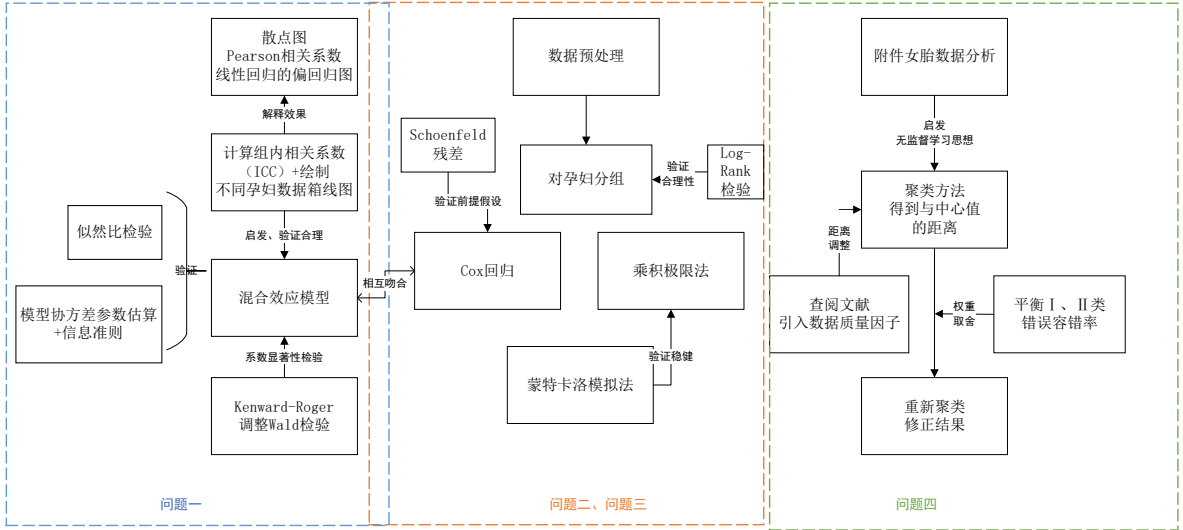 散点图
Pearson相关系数
线性回归的偏回归图
解释效果
计算组内相关系数
（ICC）+绘制
不同孕妇数据箱线图
启发、验证合理
似然比检验
验证
模型协方差参数估算
+信息准则
混合效应模型
系数显著性检验
Kenward-Roger
调整Wald检验
问题一
相互吻合
数据预处理
Schoenfeld
残差
验证前提假设
对孕妇分组
验证
合理性
Log-
Rank
检验
Cox回归
乘积极限法
验证稳健
蒙特卡洛模拟法
问题二、问题三
附件女胎数据分析
启发
无监督学习思想
聚类方法
得到与中心值
的距离
距离
调整
查阅文献
引入数据质量因子
权重
取舍
平衡Ⅰ、Ⅱ类
错误容错率
重新聚类
修正结果
问题四